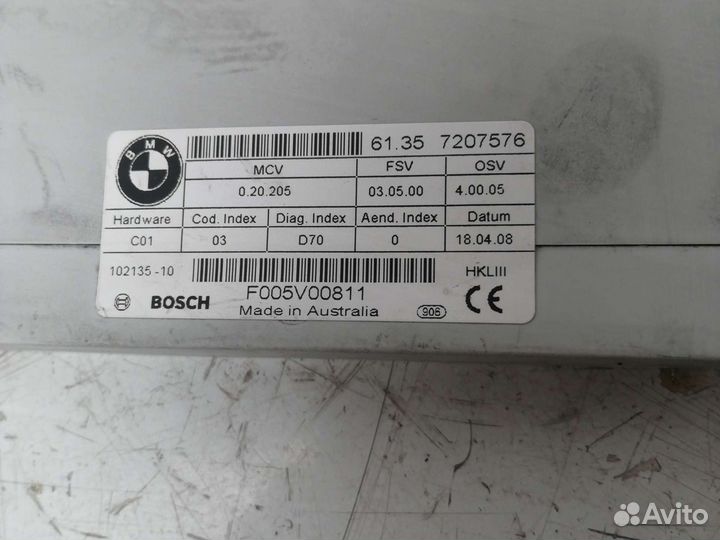 BMW
61.35 7207576
MCV FSV OSV
0.20.205 03.05.00 4.00.05
Hardware Cod. Index Diag. Index Aend. Index Datum
C01 03 D70 0 18.04.08
102135-10 HKLIII
BOSCH F005V00811 CE
Made in Australia 906
Avito